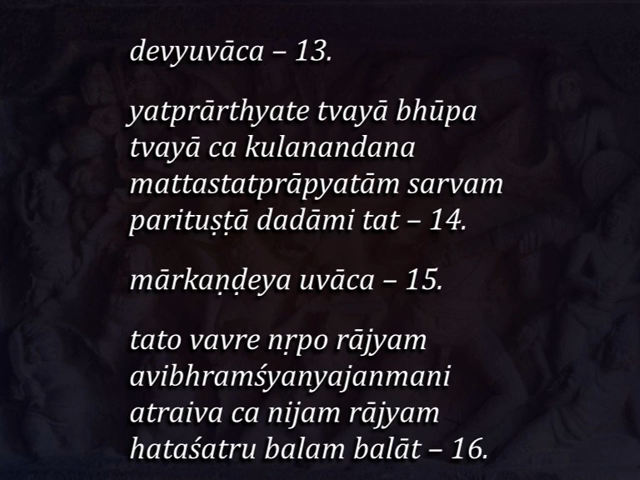 devyuvāca – 13.
yatprārthyate tvayā bhūpa
tvayā ca kulanandana
mattastatprāpyatām sarvam
parituṣṭā dadāmi tat – 14.
mārkaṇḍeya uvāca – 15.
tato vavre nṛpo rājyam
avibhramśyanyajanmani
atraiva ca nijam rājyam
hataśatru balam balāt – 16.